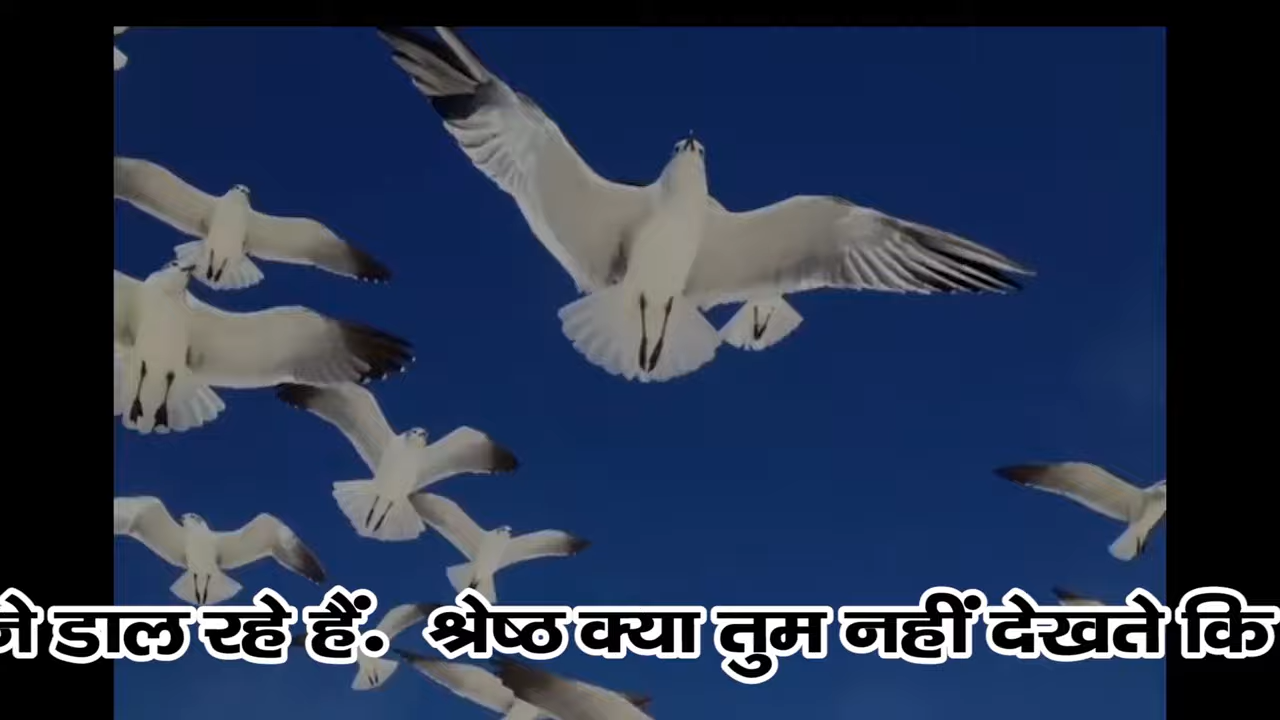 ने डाल रहे हैं. श्रेष्ठ क्या तुम नहीं देखते कि